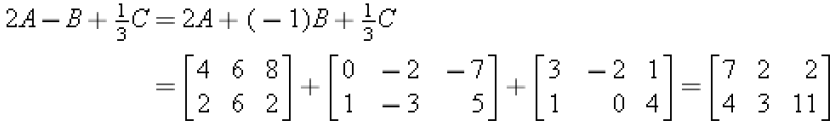 2A − B + 1/3 C = 2A + (−1)B + 1/3 C
= [4 6 8; 2 6 2] + [0 −2 −7; 1 −3 5] + [3 −2 1; 1 0 4] = [7 2 2; 4 3 11]